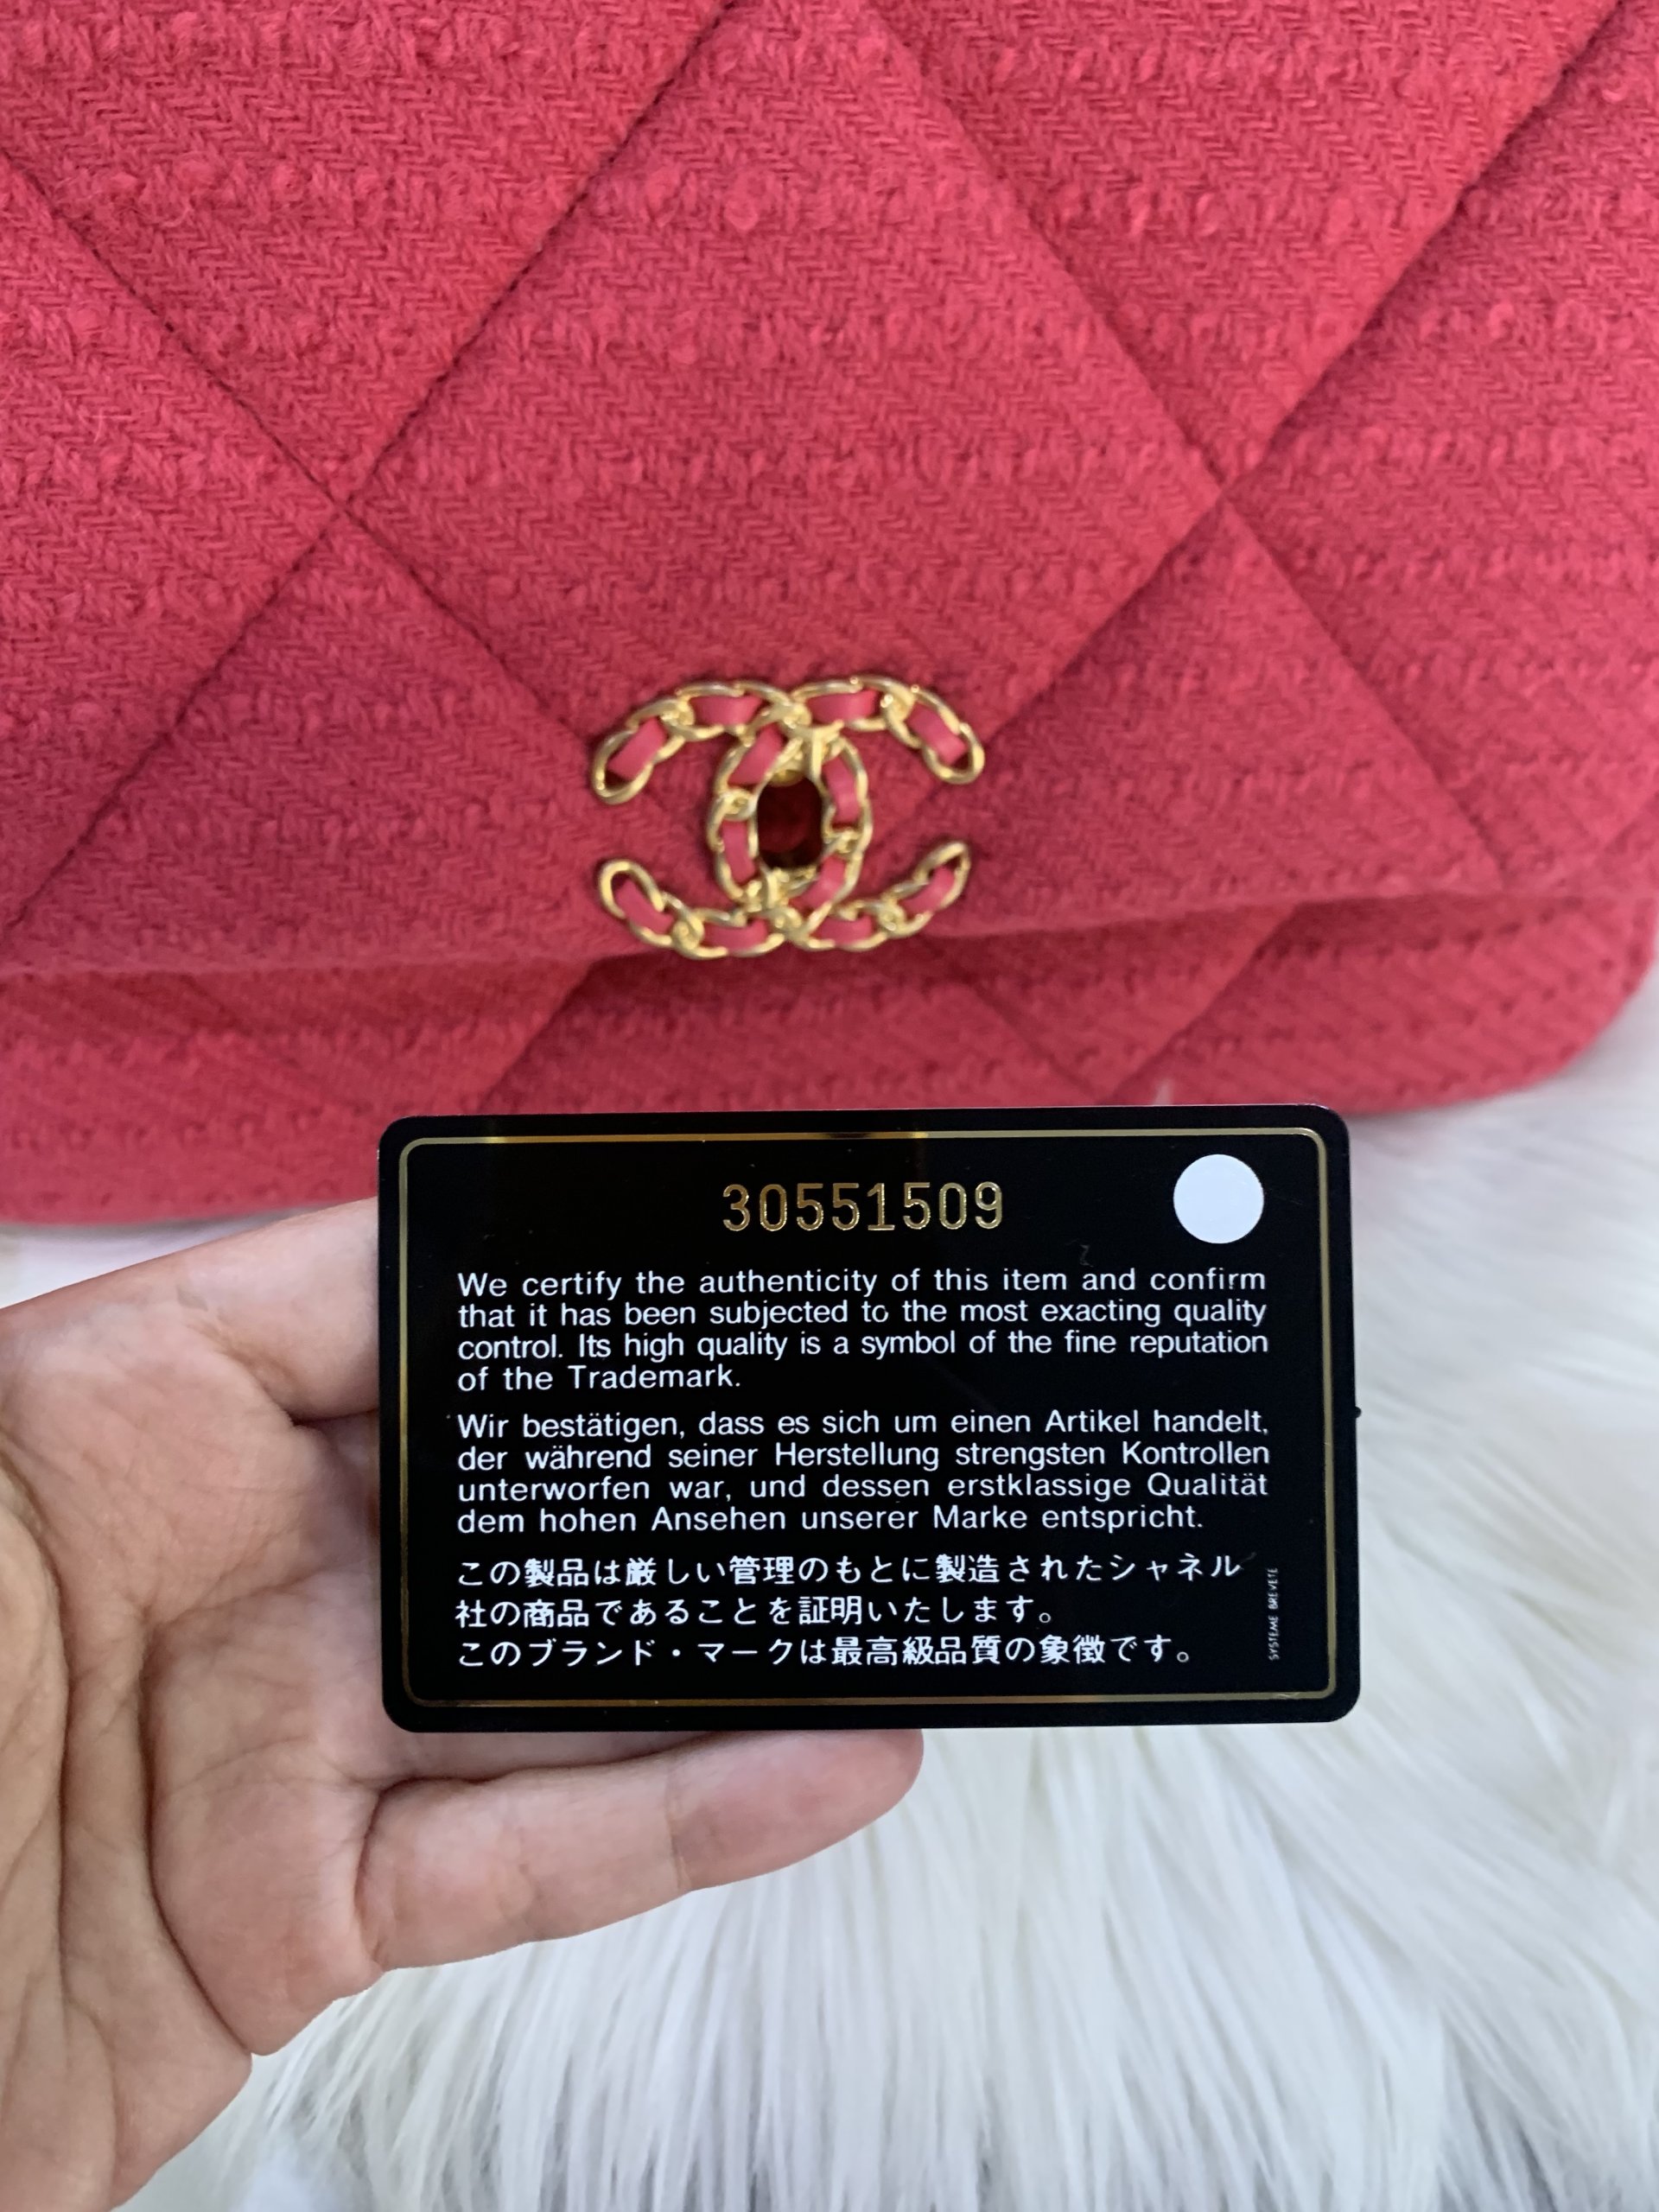 30551509
We certify the authenticity of this item and confirm
that it has been subjected to the most exacting quality
control. Its high quality is a symbol of the fine reputation
of the Trademark.
Wir bestätigen, dass es sich um einen Artikel handelt,
der während seiner Herstellung strengsten Kontrollen
unterworfen war, und dessen erstklassige Qualität
dem hohen Ansehen unserer Marke entspricht.
この製品は厳しい管理のもとに製造されたシャネル
社の商品であることを証明いたします。
このブランド・マークは最高級品質の象徴です。
SYSTEME BREVETE